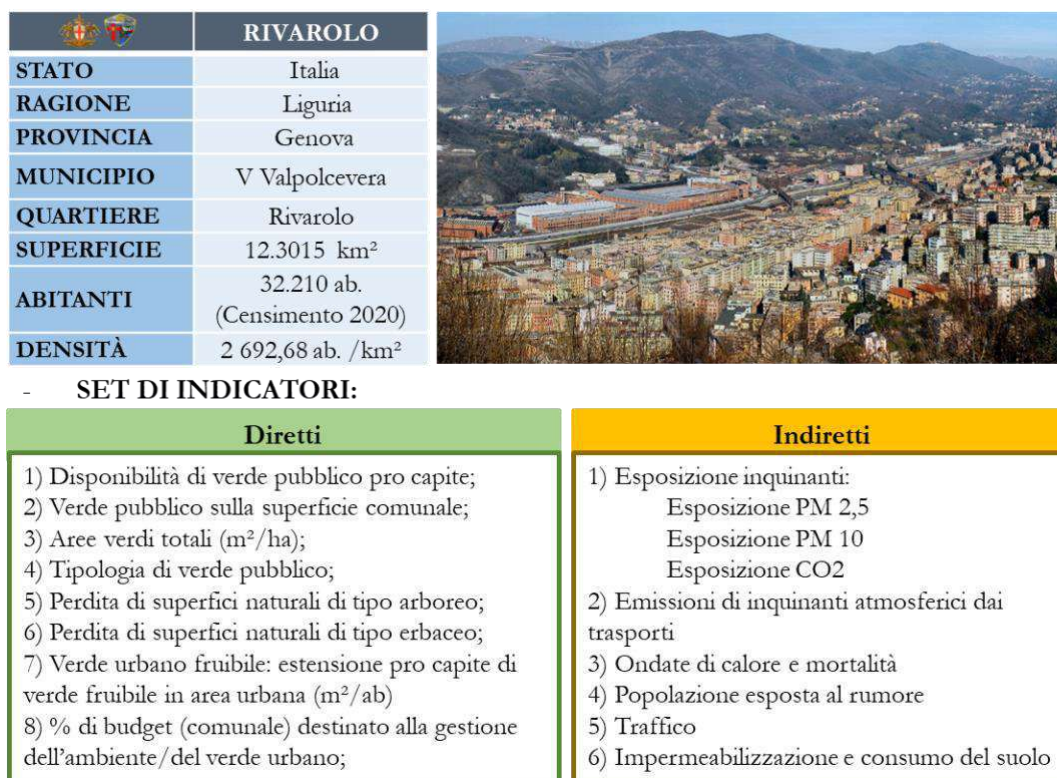 RIVAROLO
STATO Italia
RAGIONE Liguria
PROVINCIA Genova
MUNICIPIO V Valpolcevera
QUARTIERE Rivarolo
SUPERFICIE 12.3015 km²
ABITANTI 32.210 ab.
(Censimento 2020)
DENSITÀ 2 692,68 ab. /km²
- SET DI INDICATORI:
Diretti
1) Disponibilità di verde pubblico pro capite;
2) Verde pubblico sulla superficie comunale;
3) Aree verdi totali (m²/ha);
4) Tipologia di verde pubblico;
5) Perdita di superfici naturali di tipo arboreo;
6) Perdita di superfici naturali di tipo erbaceo;
7) Verde urbano fruibile: estensione pro capite di
verde fruibile in area urbana (m²/ab)
8) % di budget (comunale) destinato alla gestione
dell'ambiente/del verde urbano;
Indiretti
1) Esposizione inquinanti:
Esposizione PM 2,5
Esposizione PM 10
Esposizione CO2
2) Emissioni di inquinanti atmosferici dai
trasporti
3) Ondate di calore e mortalità
4) Popolazione esposta al rumore
5) Traffico
6) Impermeabilizzazione e consumo del suolo